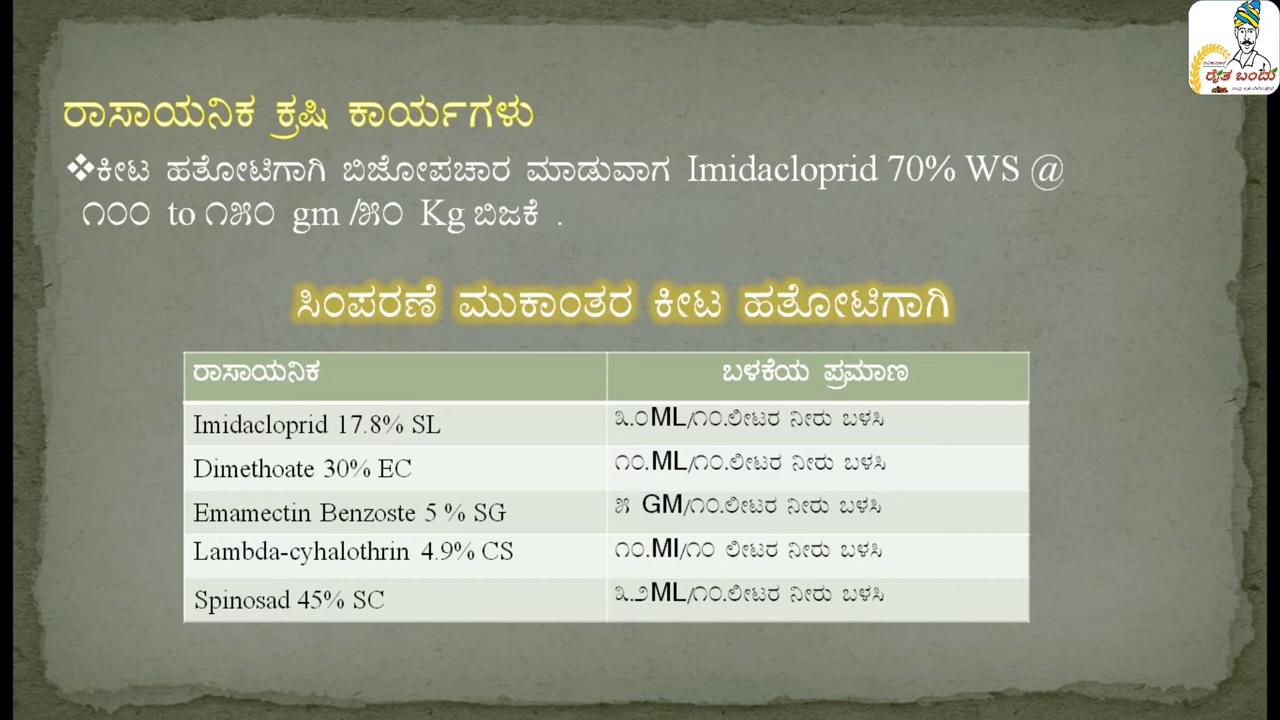 ರೈತ ಬಂದು
ರಾಸಾಯನಿಕ ಕ್ರಷಿ ಕಾರ್ಯಗಳು
❖ಕೀಟ ಹತೋಟಿಗಾಗಿ ಬಿಜೋಪಚಾರ ಮಾಡುವಾಗ Imidacloprid 70% WS @
೧೦೦ to ೧೫೦ gm /೫೦ Kg ಬಿಜಕೆ .
ಸಿಂಪರಣೆ ಮುಕಾಂತರ ಕೀಟ ಹತೋಟಿಗಾಗಿ
ರಾಸಾಯನಿಕ ಬಳಕೆಯ ಪ್ರಮಾಣ
Imidacloprid 17.8% SL ೩.೦ML/೧೦.ಲೀಟರ ನೀರು ಬಳಸಿ
Dimethoate 30% EC ೧೦.ML/೧೦.ಲೀಟರ ನೀರು ಬಳಸಿ
Emamectin Benzoste 5 % SG ೫ GM/೧೦.ಲೀಟರ ನೀರು ಬಳಸಿ
Lambda-cyhalothrin 4.9% CS ೧೦.Ml/೧೦ ಲೀಟರ ನೀರು ಬಳಸಿ
Spinosad 45% SC ೩.೨ML/೧೦.ಲೀಟರ ನೀರು ಬಳಸಿ